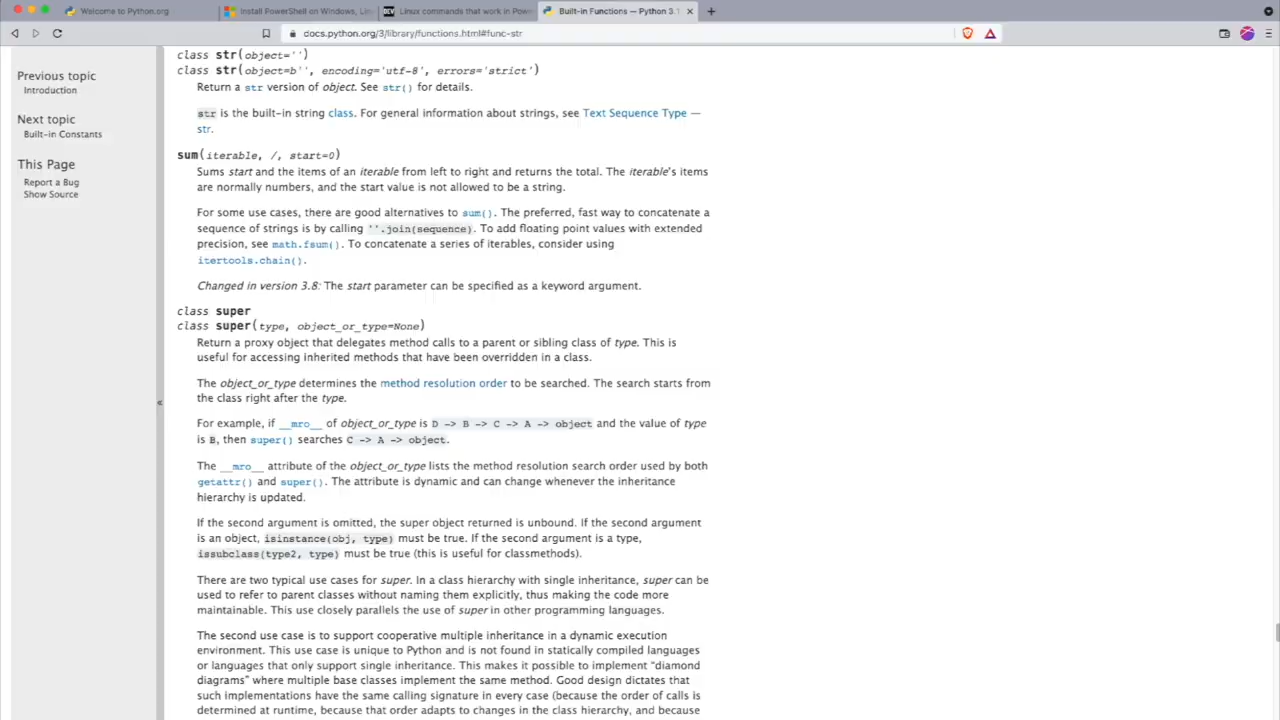 Welcome to Python.org
Install PowerShell on Windows, Lin
DEV
Linux commands that work in Powe
Built-in Functions — Python 3.1
docs.python.org/3/library/functions.html#func-str
Previous topic
Introduction
Next topic
Built-in Constants
This Page
Report a Bug
Show Source
«
class str(object='')
class str(object=b'', encoding='utf-8', errors='strict')
Return a str version of object. See str() for details.
str is the built-in string class. For general information about strings, see Text Sequence Type —
str.
sum(iterable, /, start=0)
Sums start and the items of an iterable from left to right and returns the total. The iterable's items
are normally numbers, and the start value is not allowed to be a string.
For some use cases, there are good alternatives to sum(). The preferred, fast way to concatenate a
sequence of strings is by calling ''.join(sequence). To add floating point values with extended
precision, see math.fsum(). To concatenate a series of iterables, consider using
itertools.chain().
Changed in version 3.8: The start parameter can be specified as a keyword argument.
class super
class super(type, object_or_type=None)
Return a proxy object that delegates method calls to a parent or sibling class of type. This is
useful for accessing inherited methods that have been overridden in a class.
The object_or_type determines the method resolution order to be searched. The search starts from
the class right after the type.
For example, if __mro__ of object_or_type is D -> B -> C -> A -> object and the value of type
is B, then super() searches C -> A -> object.
The __mro__ attribute of the object_or_type lists the method resolution search order used by both
getattr() and super(). The attribute is dynamic and can change whenever the inheritance
hierarchy is updated.
If the second argument is omitted, the super object returned is unbound. If the second argument
is an object, isinstance(obj, type) must be true. If the second argument is a type,
issubclass(type2, type) must be true (this is useful for classmethods).
There are two typical use cases for super. In a class hierarchy with single inheritance, super can be
used to refer to parent classes without naming them explicitly, thus making the code more
maintainable. This use closely parallels the use of super in other programming languages.
The second use case is to support cooperative multiple inheritance in a dynamic execution
environment. This use case is unique to Python and is not found in statically compiled languages
or languages that only support single inheritance. This makes it possible to implement “diamond
diagrams” where multiple base classes implement the same method. Good design dictates that
such implementations have the same calling signature in every case (because the order of calls is
determined at runtime, because that order adapts to changes in the class hierarchy, and because